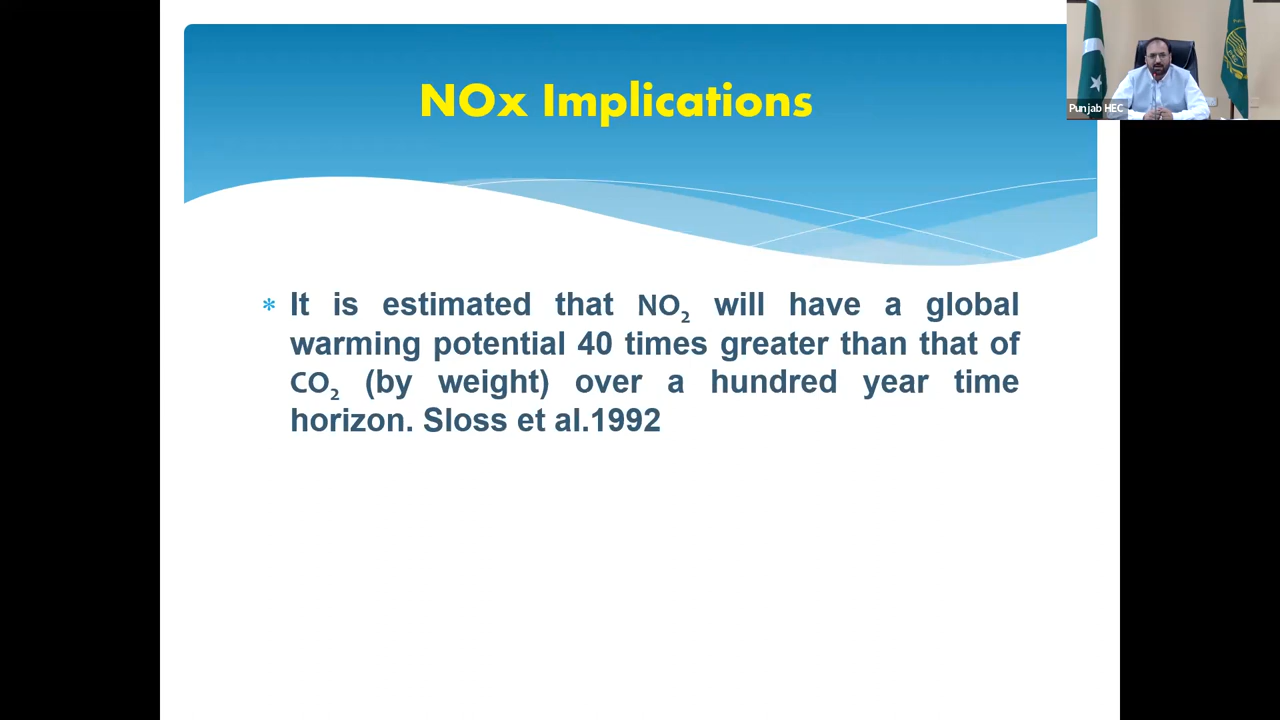 NOx Implications
Punjab HEC
* It is estimated that NO₂ will have a global
warming potential 40 times greater than that of
CO₂ (by weight) over a hundred year time
horizon. Sloss et al.1992